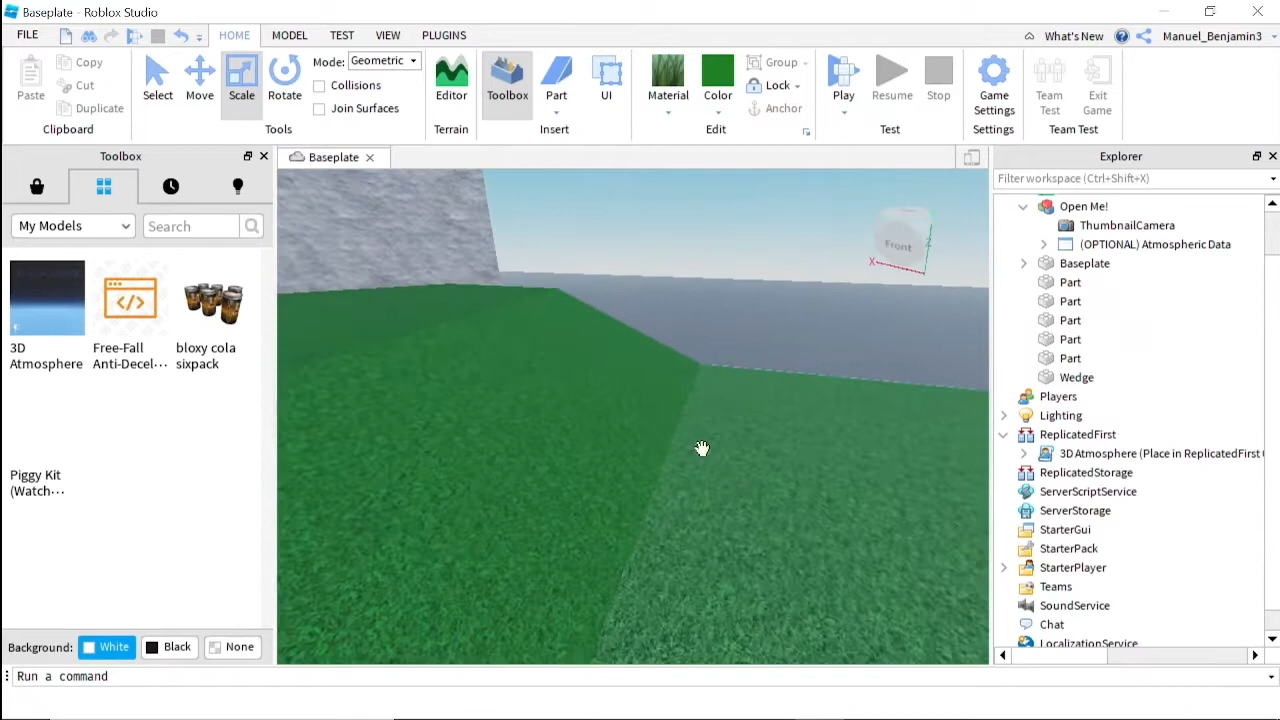 Baseplate - Roblox Studio
FILE
HOME
MODEL
TEST
VIEW
PLUGINS
What's New
Manuel_Benjamin3
Paste
Copy
Cut
Duplicate
Clipboard
Select
Move
Scale
Rotate
Mode: Geometric
Collisions
Join Surfaces
Tools
Editor
Terrain
Toolbox
Part
UI
Insert
Material
Color
Group
Lock
Anchor
Edit
Play
Resume
Stop
Test
Game
Settings
Settings
Team
Test
Exit
Game
Team Test
Toolbox
My Models
Search
3D
Atmosphere
Free-Fall
Anti-Decel...
bloxy cola
sixpack
Piggy Kit
(Watch...
Background: White Black None
Baseplate
Front
X
Z
Explorer
Filter workspace (Ctrl+Shift+X)
Open Me!
ThumbnailCamera
(OPTIONAL) Atmospheric Data
Baseplate
Part
Part
Part
Part
Part
Wedge
Players
Lighting
ReplicatedFirst
3D Atmosphere (Place in ReplicatedFirst
ReplicatedStorage
ServerScriptService
ServerStorage
StarterGui
StarterPack
StarterPlayer
Teams
SoundService
Chat
LocalizationService
Run a command